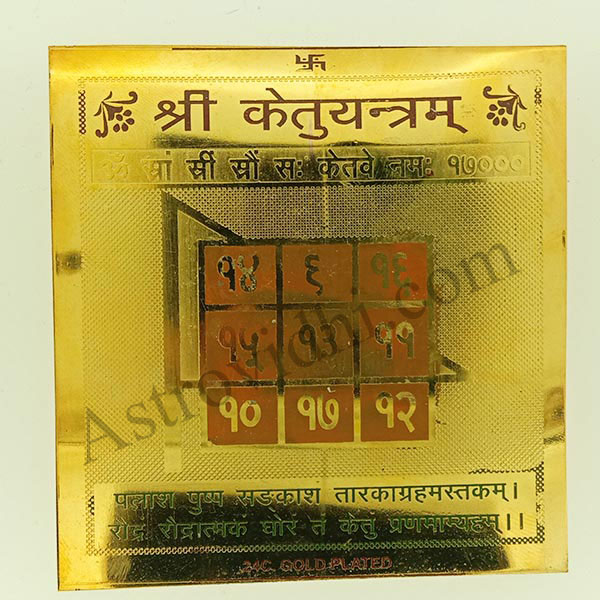 श्री केतुयन्त्रम्
ॐ स्रां स्रीं स्रौं सः केतवे नमः १७०००
१४ ६ १६
१५ १३ ११
१० १७ १२
पलाश पुष्प सङ्काशं तारकाग्रहमस्तकम्।
रौद्रं रौद्रात्मकं घोरं तं केतुं प्रणमाम्यहम्।।
24C. GOLD PLATED
Astrovidhi.com